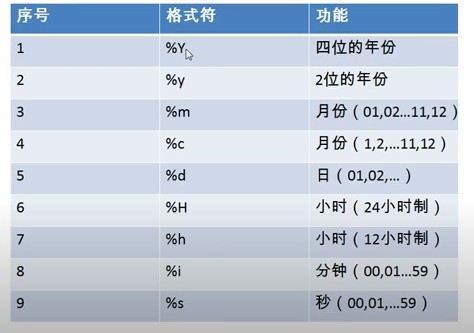 序号 格式符 功能
1 %Y 四位的年份
2 %y 2位的年份
3 %m 月份（01,02…11,12）
4 %c 月份（1,2,…11,12）
5 %d 日（01,02,…）
6 %H 小时（24小时制）
7 %h 小时（12小时制）
8 %i 分钟（00,01…59）
9 %s 秒（00,01,…59）